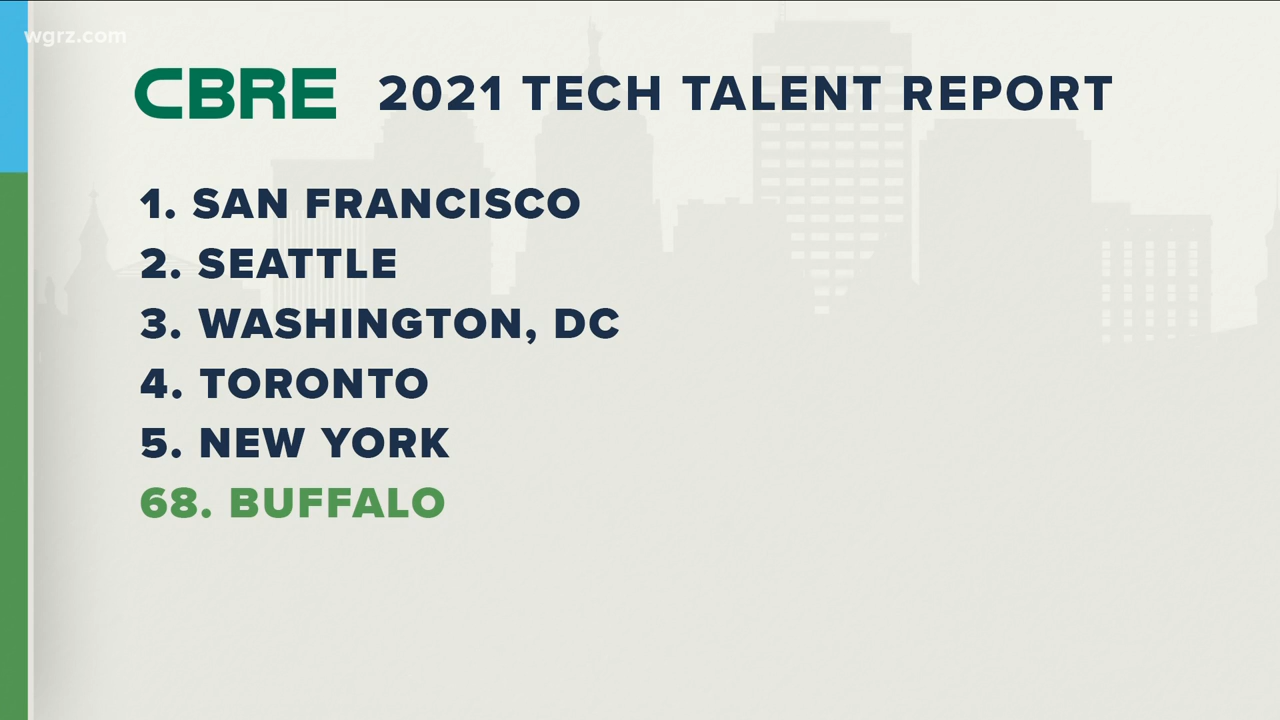 wgrz.com
CBRE 2021 TECH TALENT REPORT
1. SAN FRANCISCO
2. SEATTLE
3. WASHINGTON, DC
4. TORONTO
5. NEW YORK
68. BUFFALO